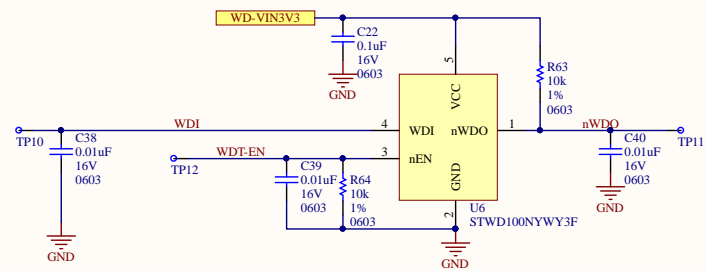 WD-VIN3V3
C22
0.1uF
16V
0603
GND
R63
10k
1%
0603
5
VCC
WDI
4
WDI
nWDO
1
nWDO
TP10
TP11
C38
0.01uF
16V
0603
GND
WDT-EN
3
nEN
TP12
C39
0.01uF
16V
0603
R64
10k
1%
0603
GND
2
U6
STWD100NYWY3F
GND
C40
0.01uF
16V
0603
GND